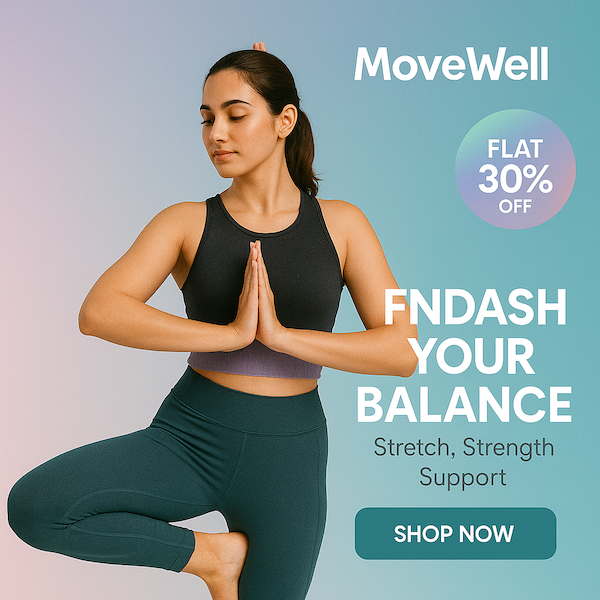 MoveWell
FLAT
30%
OFF
FNDASH
YOUR
BALANCE
Stretch, Strength
Support
SHOP NOW